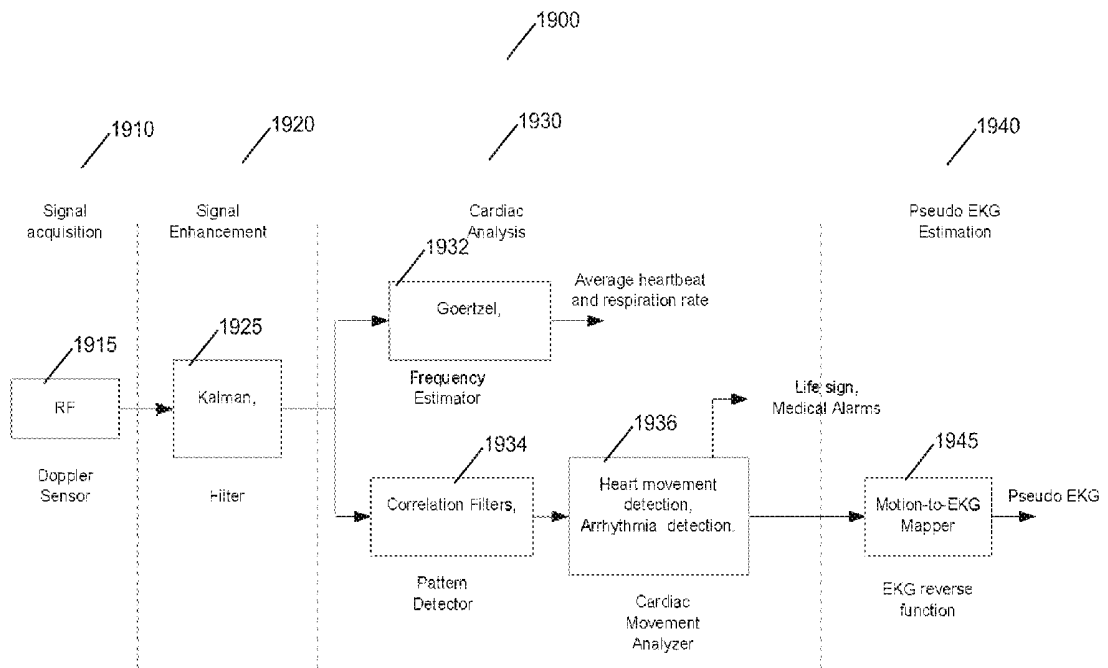 1900
1910
1920
1930
1940
Signal
acquisition
Signal
Enhancement
Cardiac
Analysis
Pseudo EKG
Estimation
1932
Goertzel,
Average heartbeat
and respiration rate
Frequency
Estimator
1915
RF
Doppler
Sensor
1925
Kalman,
Filter
1934
Correlation Filters,
Pattern
Detector
1936
Heart movement
detection,
Arrhythmia detection.
Cardiac
Movement
Analyzer
Life sign,
Medical Alarms
1945
Motion-to-EKG
Mapper
Pseudo EKG
EKG reverse
function